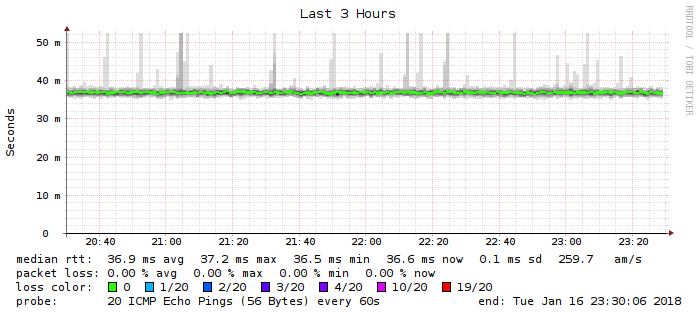 Last 3 Hours
RRDTOOL / TOBI OETIKER
Seconds
50 m
40 m
30 m
20 m
10 m
0
20:40 21:00 21:20 21:40 22:00 22:20 22:40 23:00 23:20
median rtt: 36.9 ms avg 37.2 ms max 36.5 ms min 36.6 ms now 0.1 ms sd 259.7 am/s
packet loss: 0.00 % avg 0.00 % max 0.00 % min 0.00 % now
loss color: 0 1/20 2/20 3/20 4/20 10/20 19/20
probe: 20 ICMP Echo Pings (56 Bytes) every 60s end: Tue Jan 16 23:30:06 2018